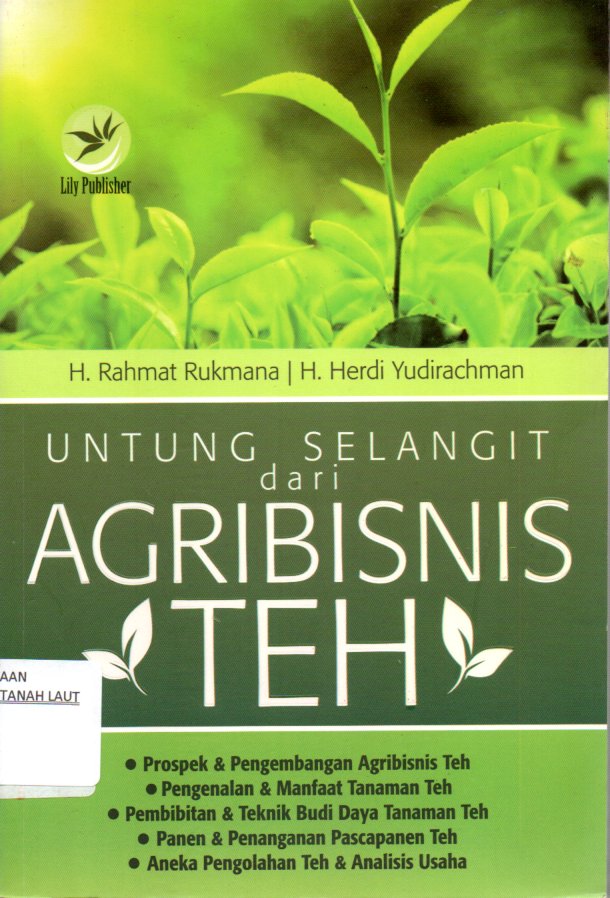 Lily Publisher
H. Rahmat Rukmana | H. Herdi Yudirachman
UNTUNG SELANGIT
dari
AGRIBISNIS
TEH
AAN
TANAH LAUT
• Prospek & Pengembangan Agribisnis Teh
• Pengenalan & Manfaat Tanaman Teh
• Pembibitan & Teknik Budi Daya Tanaman Teh
• Panen & Penanganan Pascapanen Teh
• Aneka Pengolahan Teh & Analisis Usaha